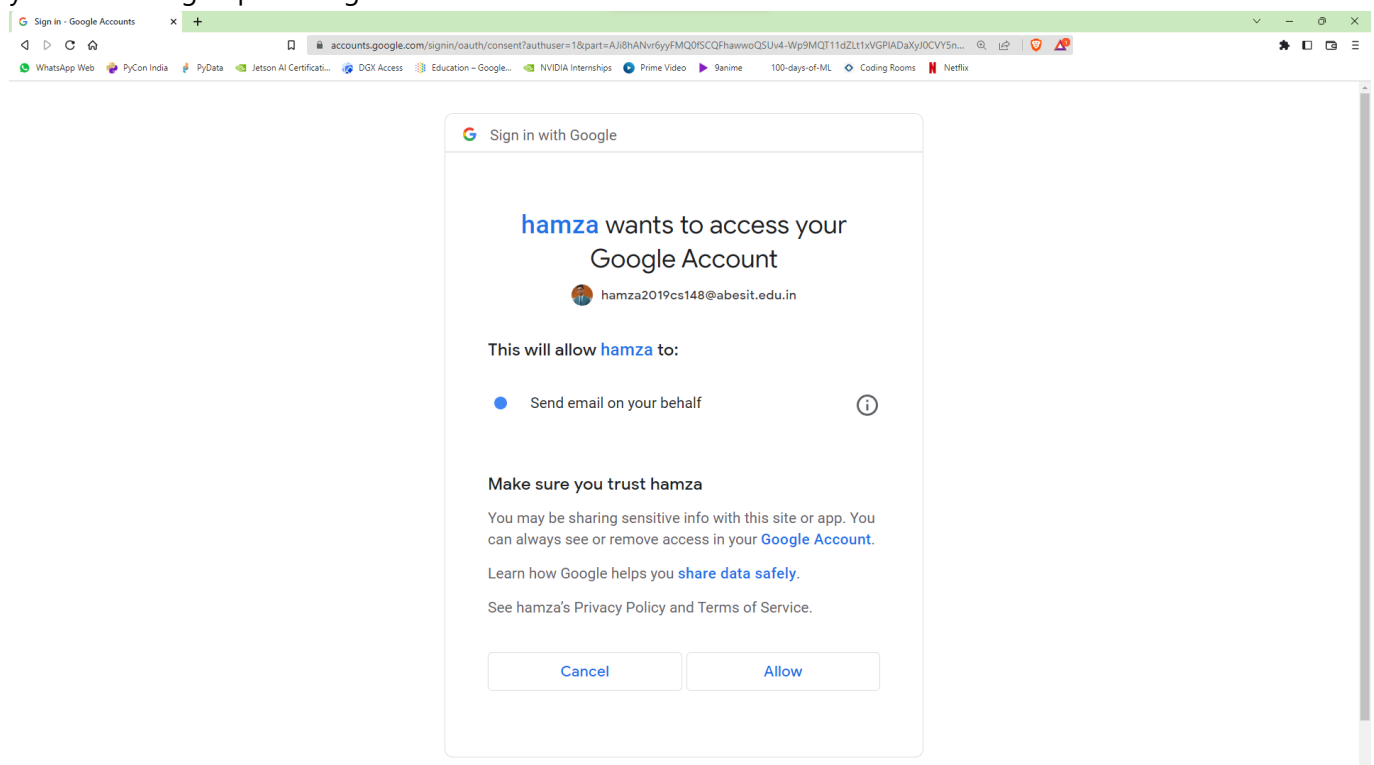 Sign in - Google Accounts
accounts.google.com/signin/oauth/consent?authuser=1&part=AJi8hANvr6yyFMQ0fSCQFhawwoQSUv4-Wp9MQT11dZLt1xVGPIADaXyJ0CVY5n...
WhatsApp Web PyCon India PyData Jetson AI Certificati... DGX Access Education – Google... NVIDIA Internships Prime Video 9anime 100-days-of-ML Coding Rooms Netflix
Sign in with Google
hamza wants to access your
Google Account
hamza2019cs148@abesit.edu.in
This will allow hamza to:
Send email on your behalf
Make sure you trust hamza
You may be sharing sensitive info with this site or app. You
can always see or remove access in your Google Account.
Learn how Google helps you share data safely.
See hamza's Privacy Policy and Terms of Service.
Cancel Allow